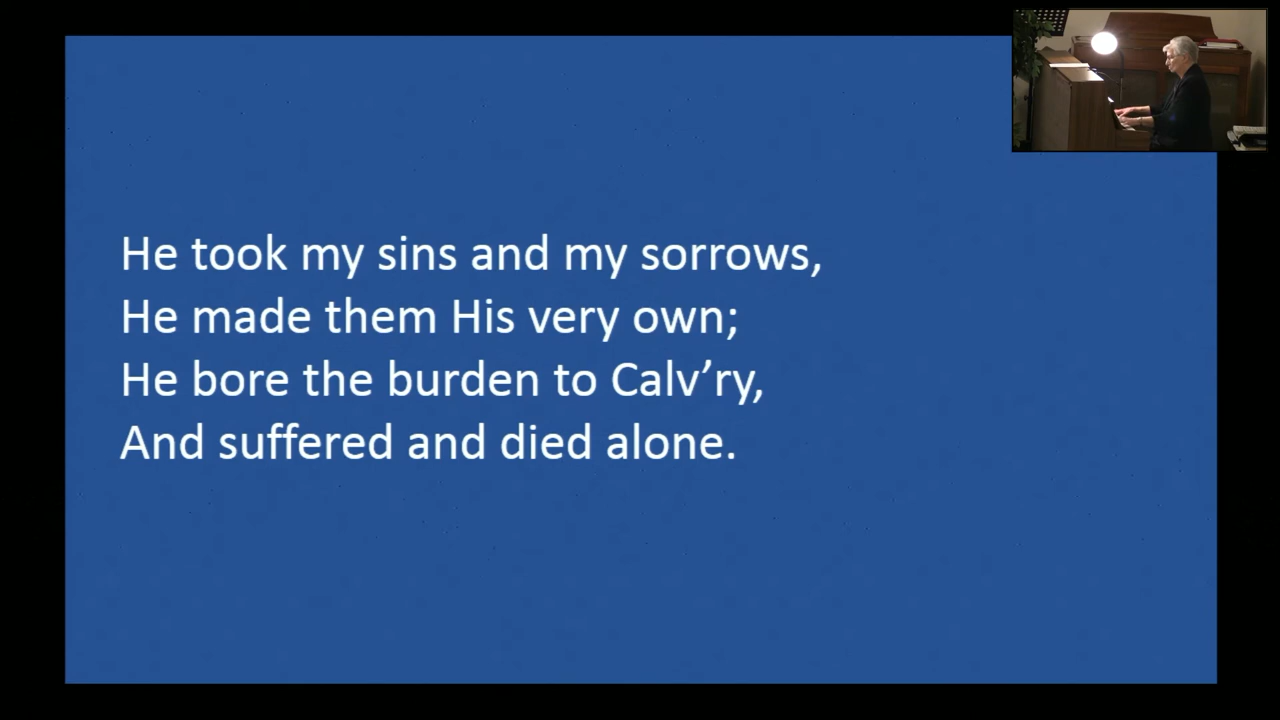 He took my sins and my sorrows,
He made them His very own;
He bore the burden to Calv’ry,
And suffered and died alone.